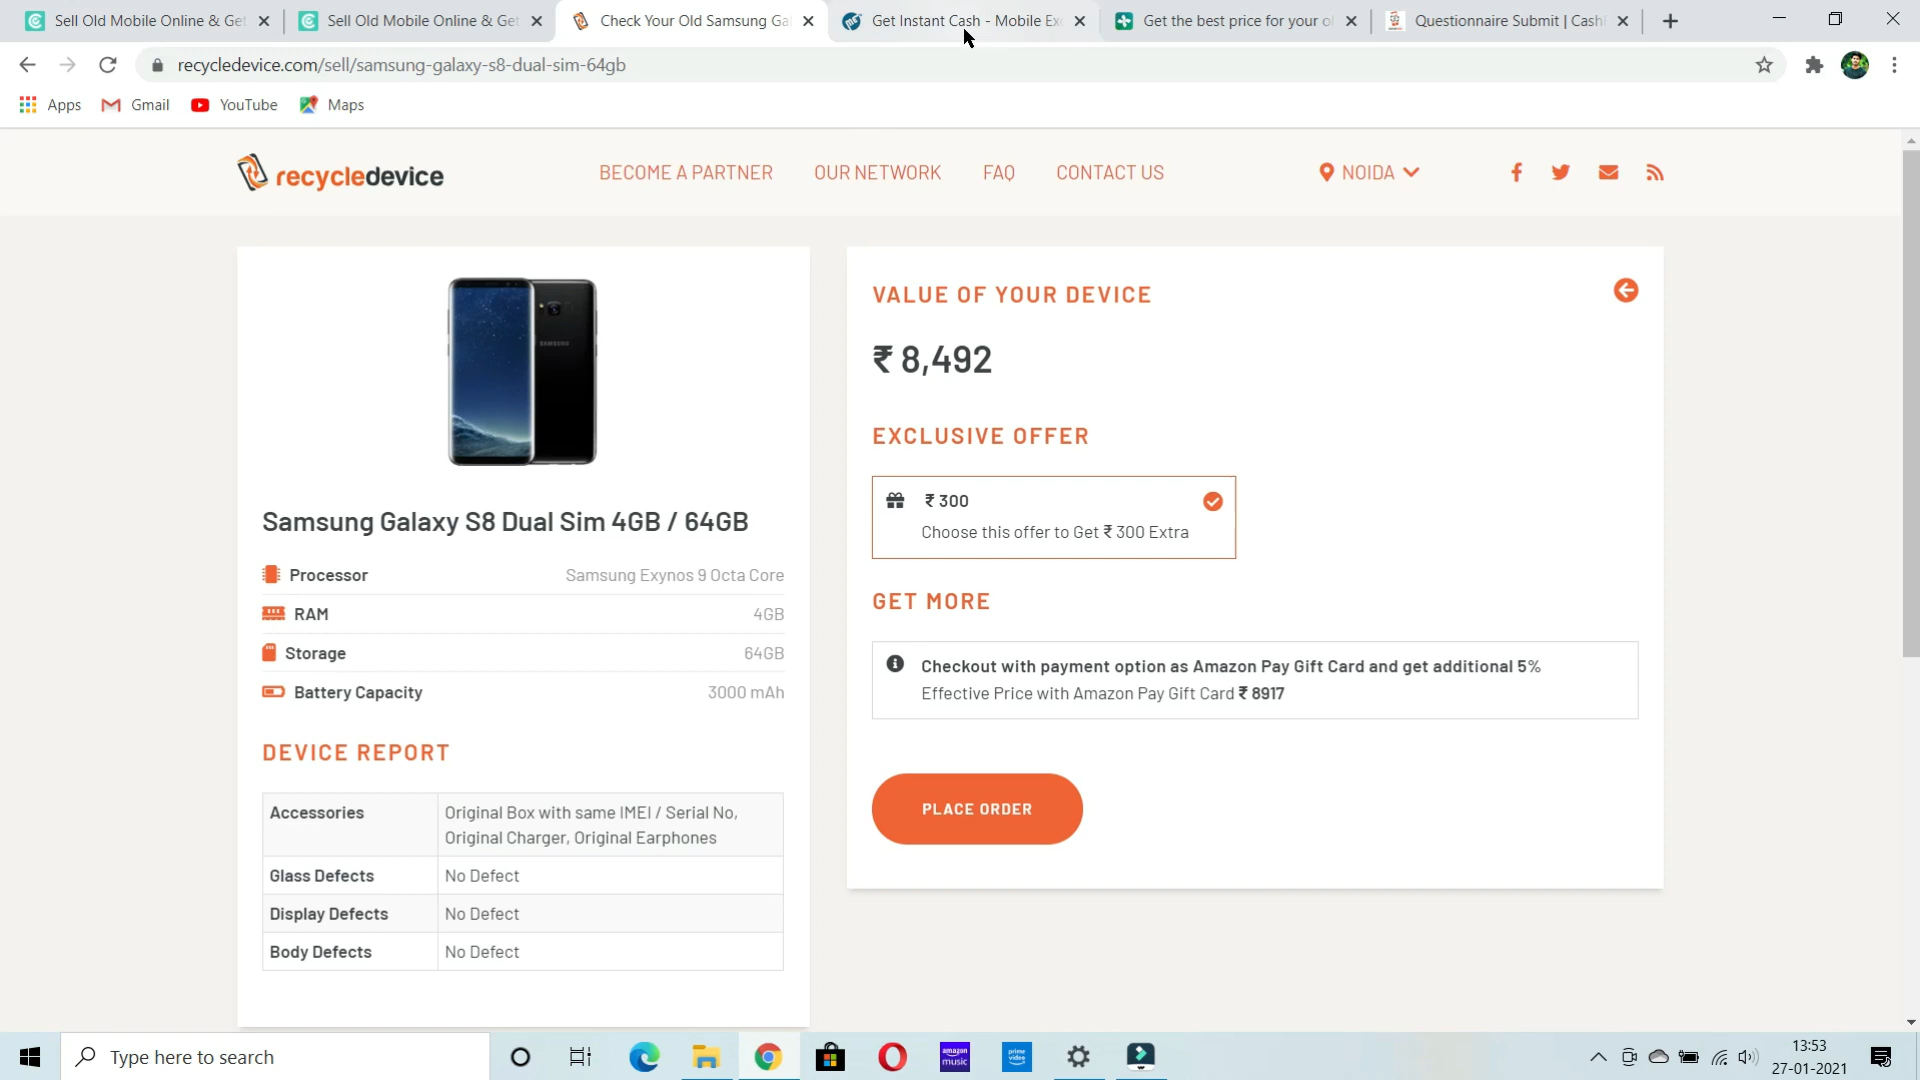 Sell Old Mobile Online & Get
Sell Old Mobile Online & Get
Check Your Old Samsung Ga
Get Instant Cash - Mobile Ex
Get the best price for your ol
Questionnaire Submit | Cash
recycledevice.com/sell/samsung-galaxy-s8-dual-sim-64gb
Apps
Gmail
YouTube
Maps
recycledevice
BECOME A PARTNER
OUR NETWORK
FAQ
CONTACT US
NOIDA
SAMSUNG
Samsung Galaxy S8 Dual Sim 4GB / 64GB
Processor Samsung Exynos 9 Octa Core
RAM 4GB
Storage 64GB
Battery Capacity 3000 mAh
DEVICE REPORT
Accessories Original Box with same IMEI / Serial No,
Original Charger, Original Earphones
Glass Defects No Defect
Display Defects No Defect
Body Defects No Defect
VALUE OF YOUR DEVICE
₹ 8,492
EXCLUSIVE OFFER
₹ 300
Choose this offer to Get ₹ 300 Extra
GET MORE
Checkout with payment option as Amazon Pay Gift Card and get additional 5%
Effective Price with Amazon Pay Gift Card ₹ 8917
PLACE ORDER
Type here to search
amazon music
prime video
13:53
27-01-2021